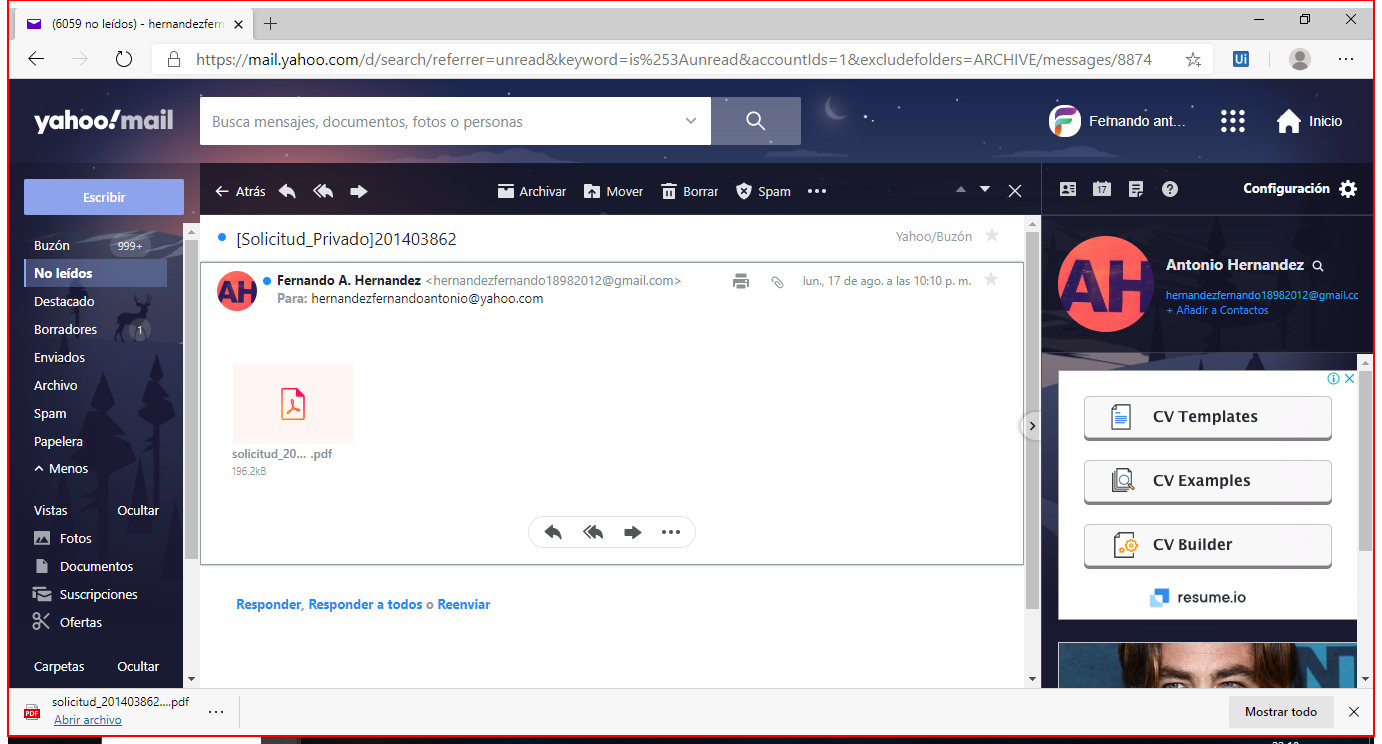 (6059 no leídos) - hernandezfern
https://mail.yahoo.com/d/search/referrer=unread&keyword=is%253Aunread&accountIds=1&excludefolders=ARCHIVE/messages/8874
Ui
yahoo!mail
Busca mensajes, documentos, fotos o personas
Fernando ant...
Inicio
Escribir
Atrás
Archivar
Mover
Borrar
Spam
17
Configuración
Buzón 999+
No leídos
Destacado
Borradores 1
Enviados
Archivo
Spam
Papelera
Menos
Vistas Ocultar
Fotos
Documentos
Suscripciones
Ofertas
Carpetas Ocultar
[Solicitud_Privado]201403862
Yahoo/Buzón
AH
Fernando A. Hernandez <hernandezfernando18982012@gmail.com>
lun., 17 de ago. a las 10:10 p. m.
Para: hernandezfernandoantonio@yahoo.com
solicitud_20... .pdf
196.2kB
Responder, Responder a todos o Reenviar
AH
Antonio Hernandez
hernandezfernando18982012@gmail.cc
+ Añadir a Contactos
CV Templates
CV Examples
CV Builder
resume.io
PDF
solicitud_201403862....pdf
Abrir archivo
Mostrar todo